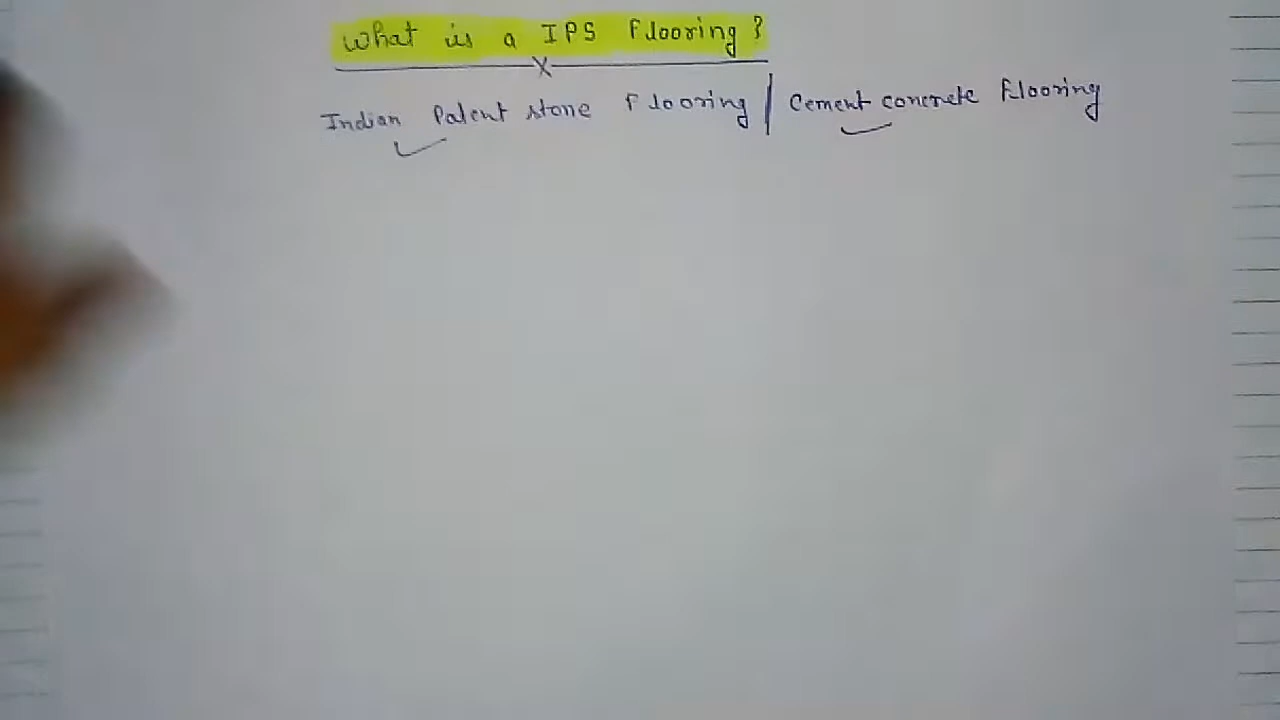 What is a IPS Flooring?
Indian Patent stone Flooring | Cement concrete Flooring